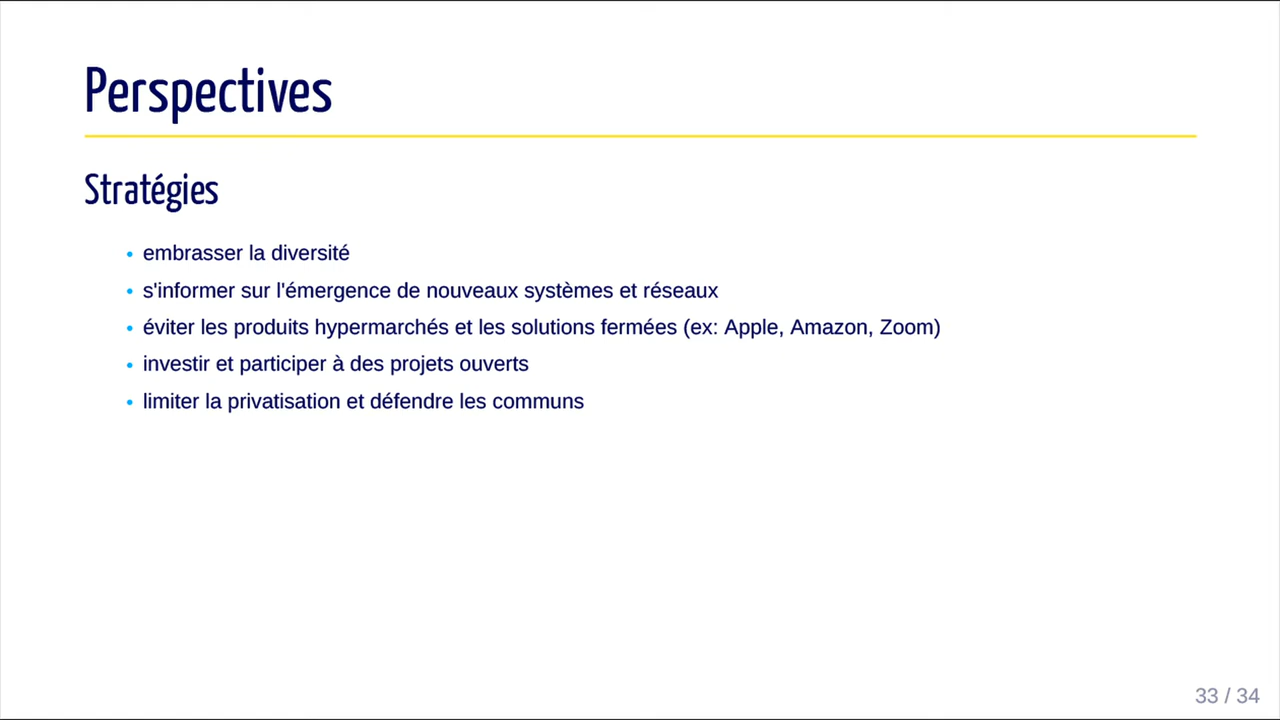 Perspectives
Stratégies
• embrasser la diversité
• s'informer sur l'émergence de nouveaux systèmes et réseaux
• éviter les produits hypermarchés et les solutions fermées (ex: Apple, Amazon, Zoom)
• investir et participer à des projets ouverts
• limiter la privatisation et défendre les communs
33 / 34